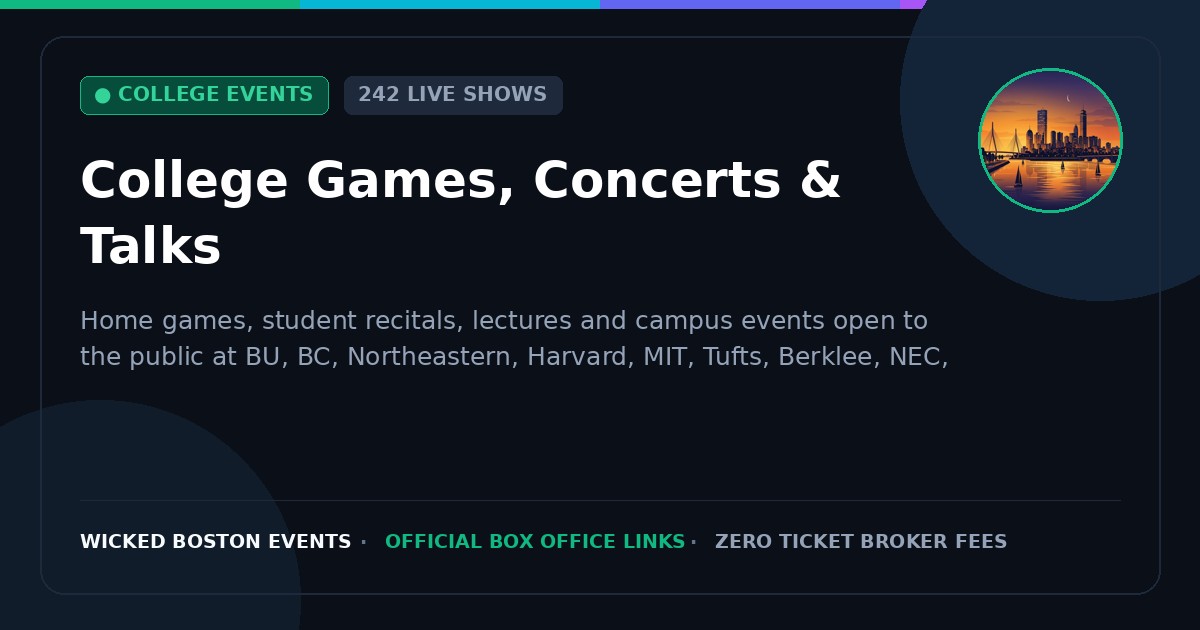 COLLEGE EVENTS
242 LIVE SHOWS
College Games, Concerts &
Talks
Home games, student recitals, lectures and campus events open to
the public at BU, BC, Northeastern, Harvard, MIT, Tufts, Berklee, NEC,
WICKED BOSTON EVENTS · OFFICIAL BOX OFFICE LINKS · ZERO TICKET BROKER FEES